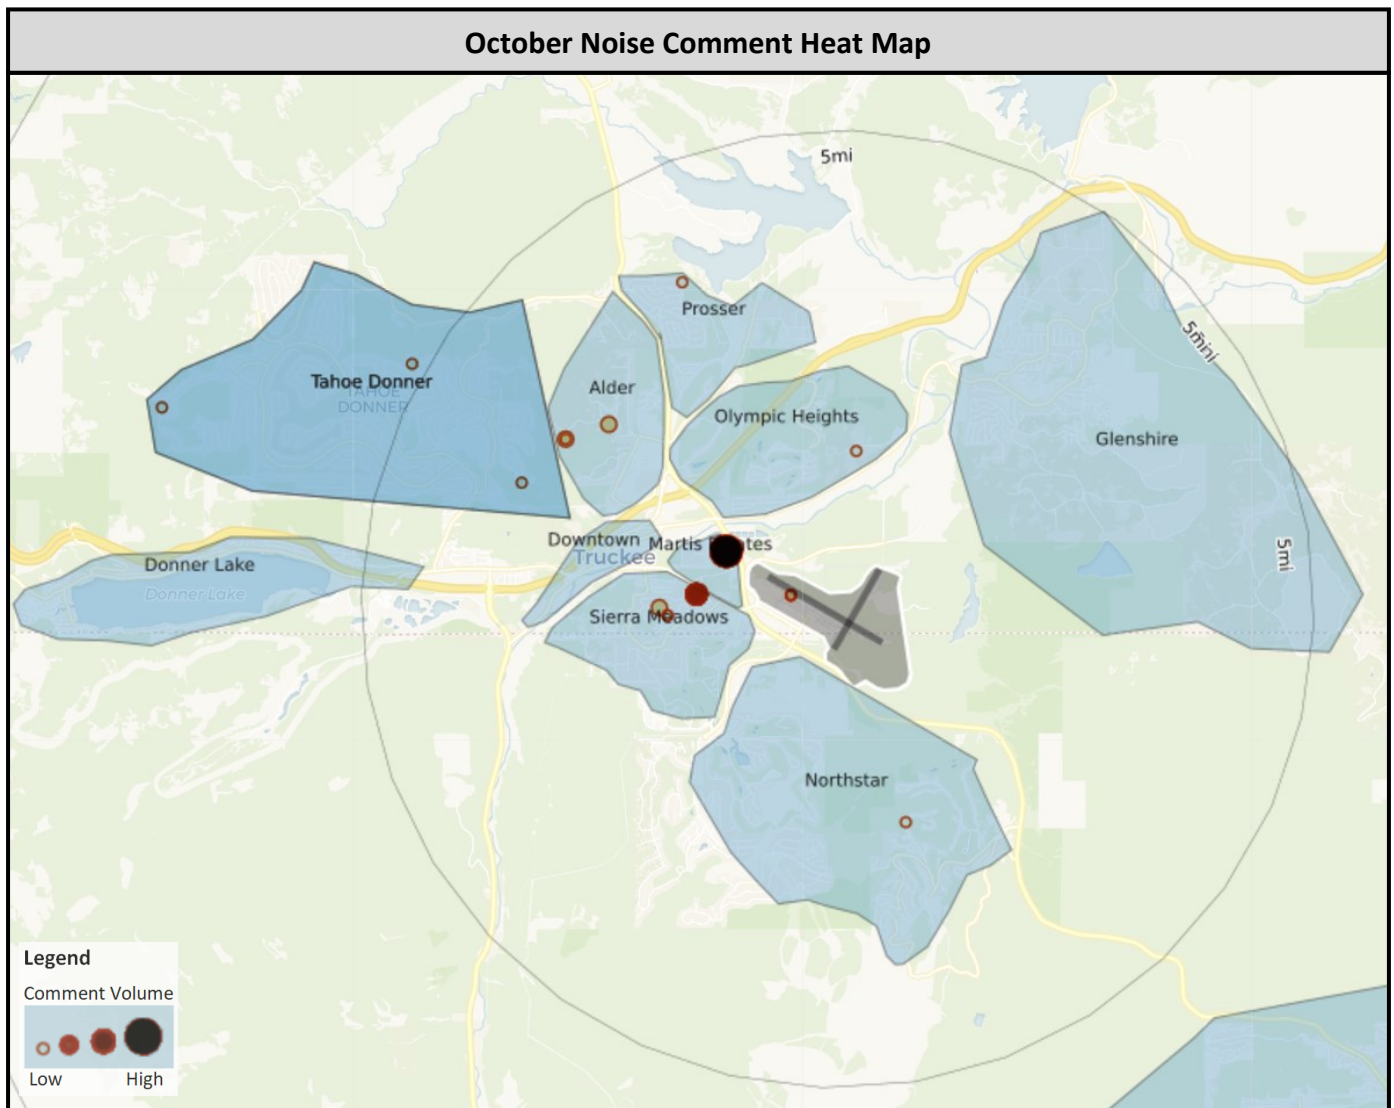 October Noise Comment Heat Map
5mi
Prosser
5mi
Tahoe Donner
TAHOE
DONNER
Alder
Olympic Heights
Glenshire
Downtown
Martis
tes
Truckee
5mi
Donner Lake
Donner Lake
Sierra Meadows
Northstar
Legend
Comment Volume
Low
High